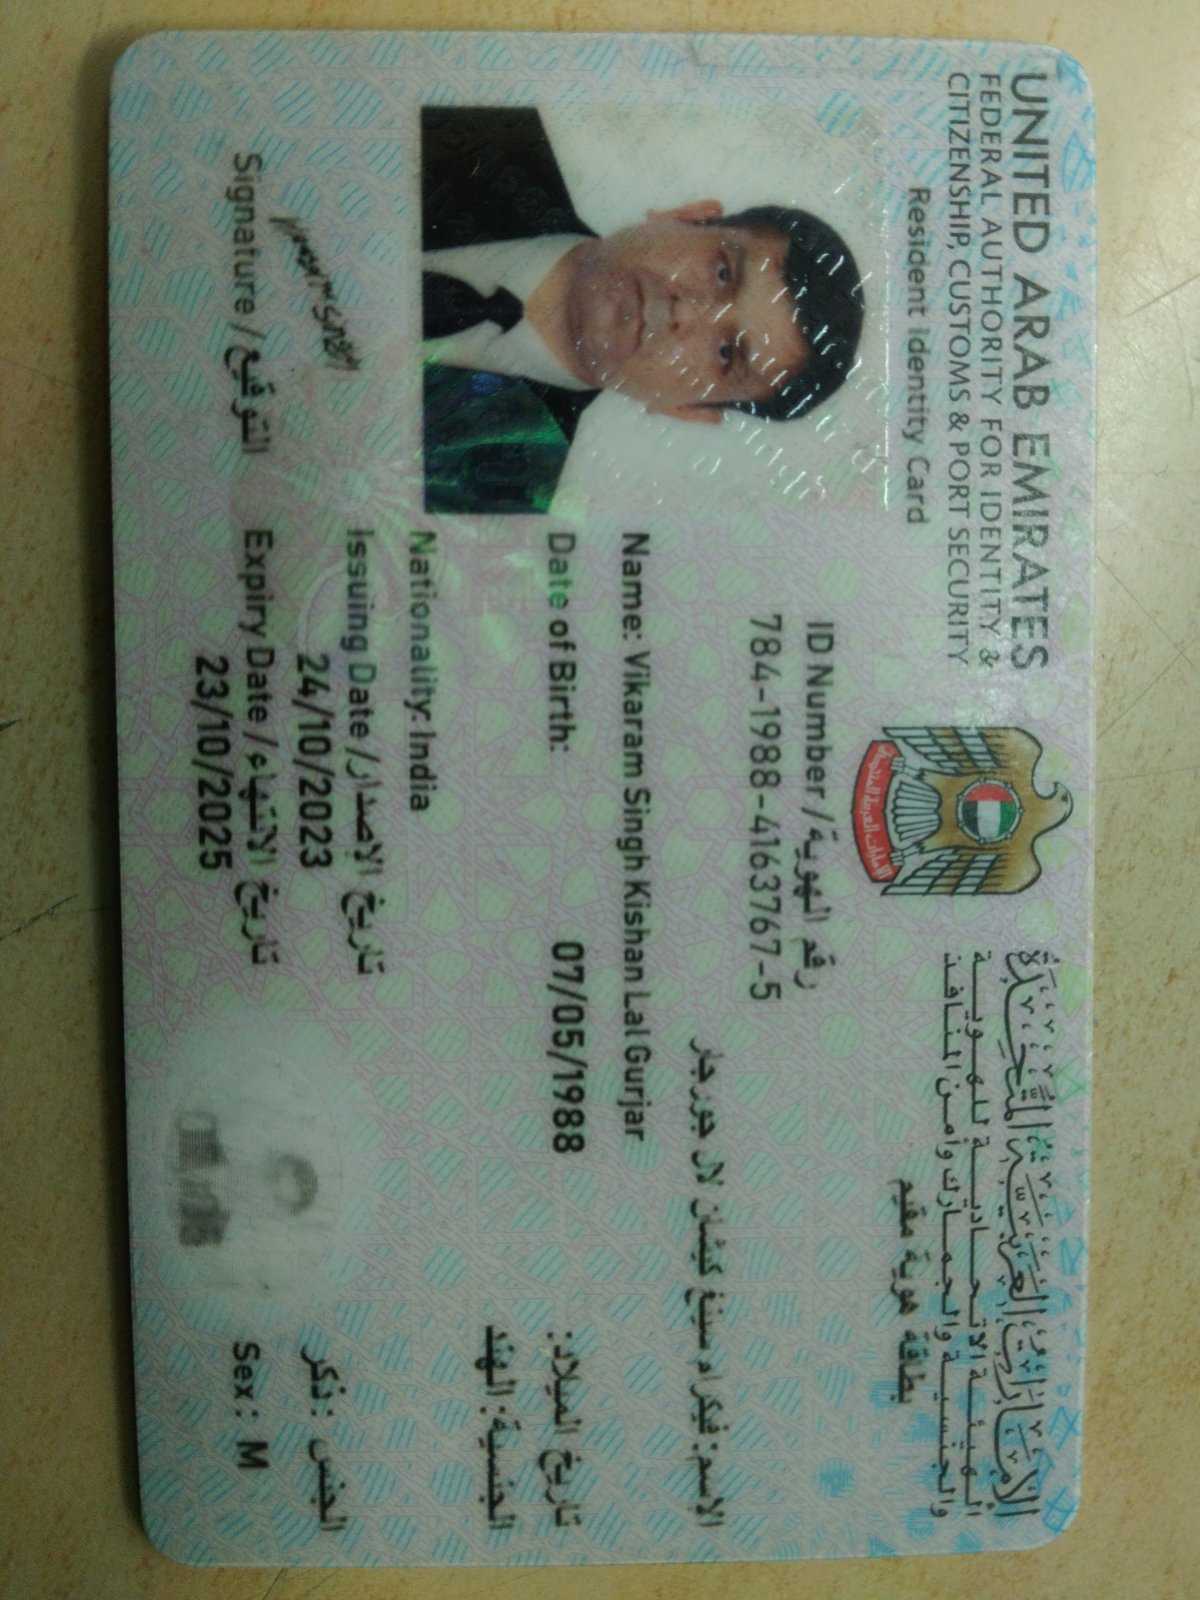 UNITED ARAB EMIRATES
FEDERAL AUTHORITY FOR IDENTITY &
CITIZENSHIP, CUSTOMS & PORT SECURITY
الإمارات العربية المتحدة
الهيئة الاتحادية للهوية
والجنسية والجمارك وأمن المنافذ
Resident Identity Card
بطاقة هوية مقيم
ID Number / رقم الهوية
784-1988-4163767-5
الاسم: فيكرام سينغ كيشان لال جورجار
Name: Vikaram Singh Kishan Lal Gurjar
Date of Birth: 07/05/1988 تاريخ الميلاد:
Nationality: India الجنسية: الهند
Issuing Date / تاريخ الإصدار
24/10/2023
Expiry Date / تاريخ الانتهاء
23/10/2025
الجنس: ذكر
Sex: M
Signature / التوقيع